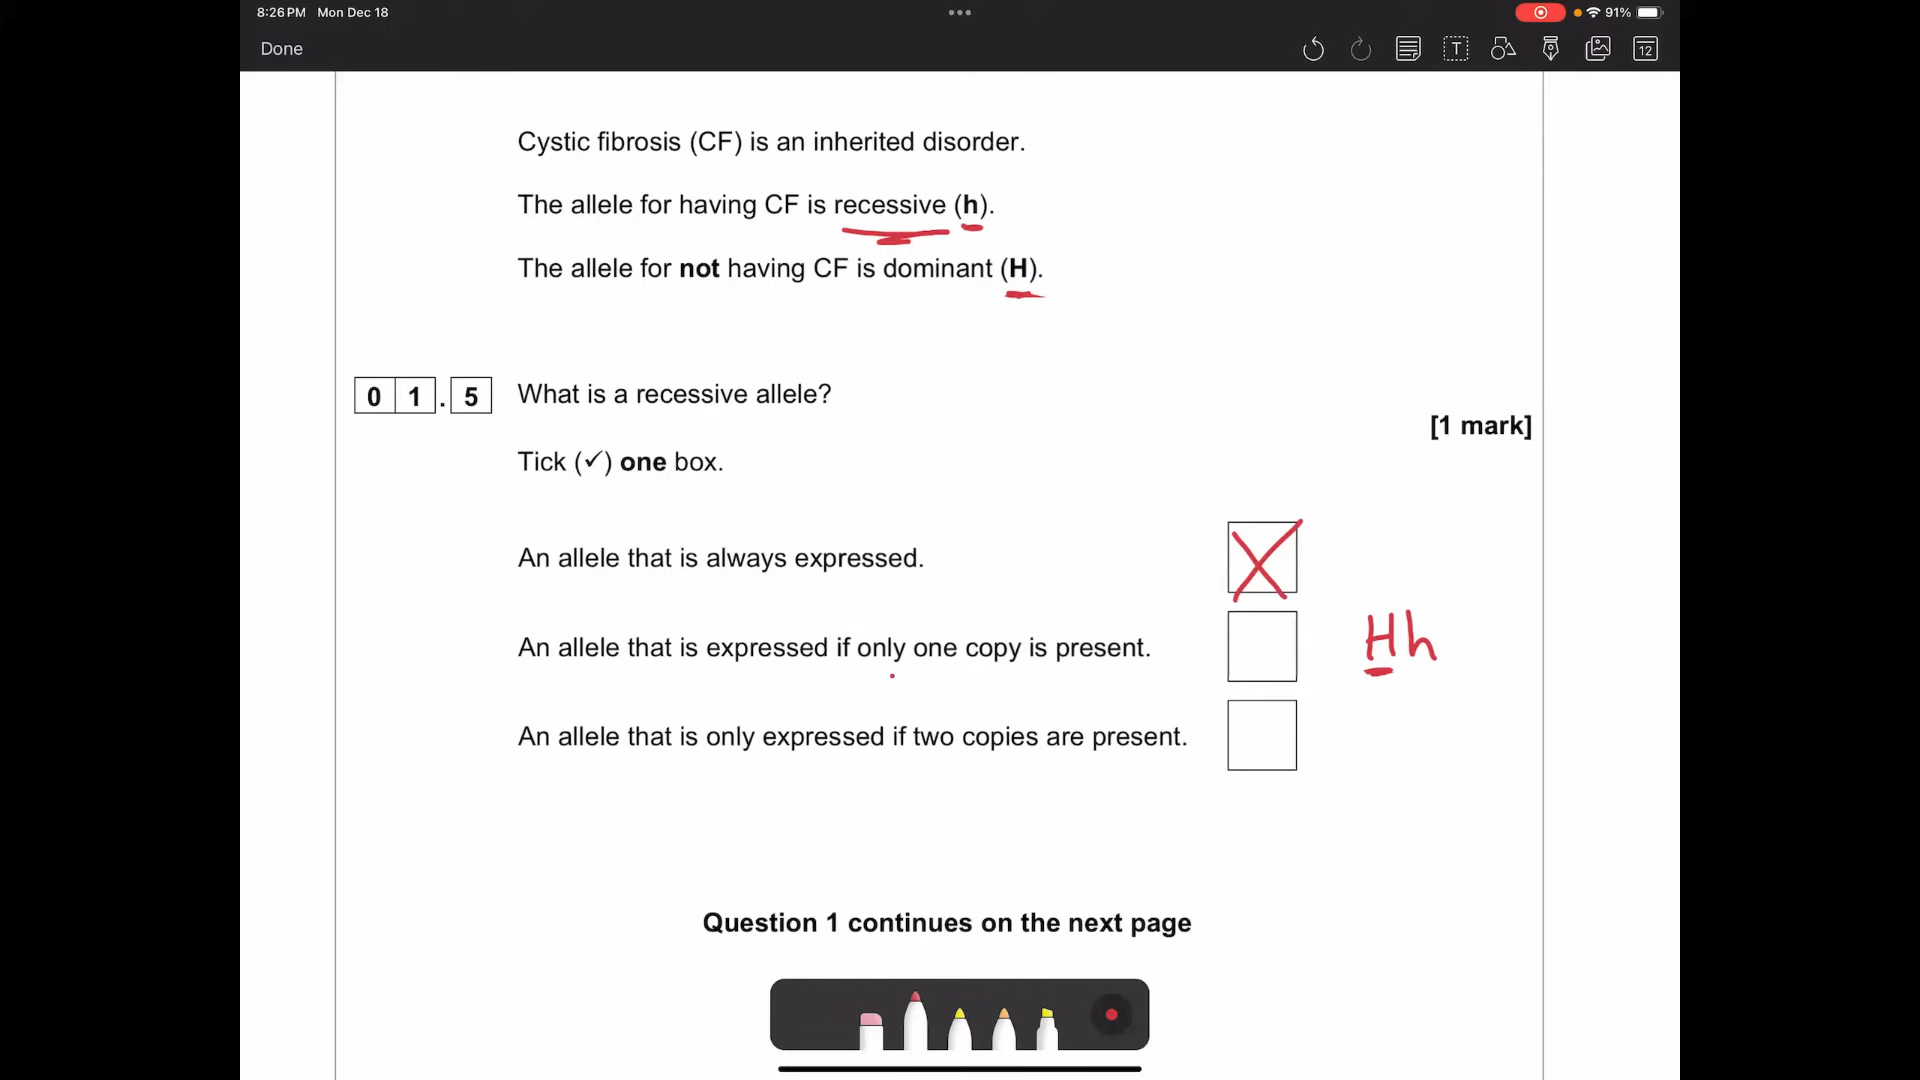 8:26 PM Mon Dec 18
91%
Done
T
12
Cystic fibrosis (CF) is an inherited disorder.
The allele for having CF is recessive (h).
The allele for not having CF is dominant (H).
0 1 . 5 What is a recessive allele?
[1 mark]
Tick (✓) one box.
An allele that is always expressed.
An allele that is expressed if only one copy is present.
Hh
An allele that is only expressed if two copies are present.
Question 1 continues on the next page